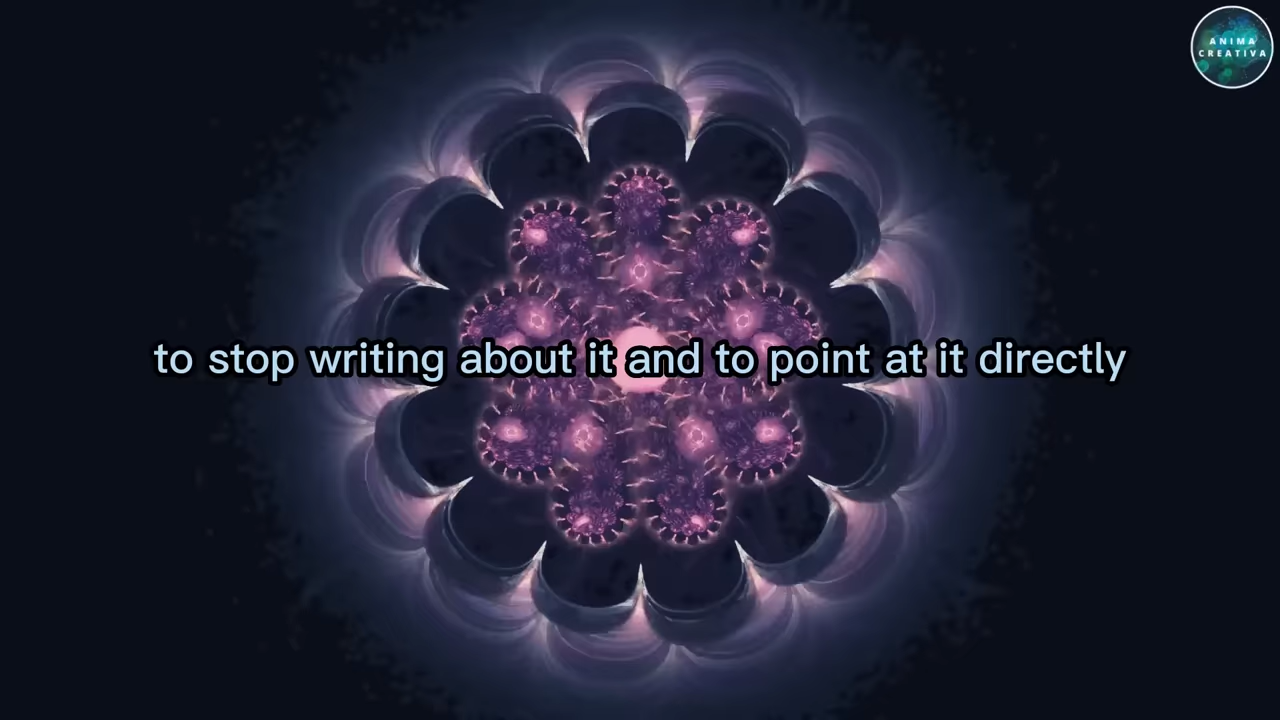 ANIMA
CREATIVA
to stop writing about it and to point at it directly